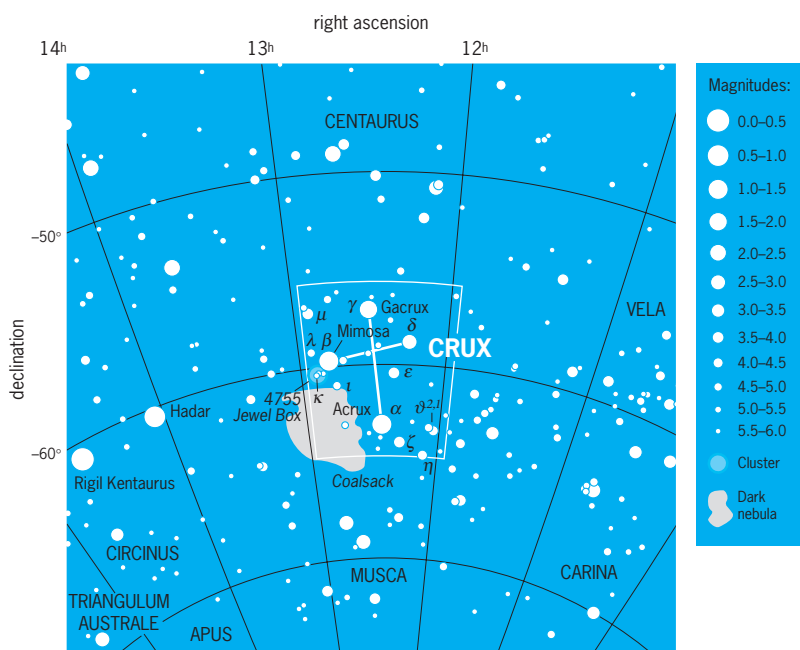 right ascension
14h 13h 12h
declination
–50°
–60°
CENTAURUS
VELA
γ Gacrux
μ
Mimosa
δ
λ β
CRUX
ε
4755 κ ι
Jewel Box
Acrux α ϑ2,1
Hadar
ζ
η
Coalsack
Rigil Kentaurus
CIRCINUS
MUSCA
CARINA
TRIANGULUM
AUSTRALE
APUS
Magnitudes:
0.0–0.5
0.5–1.0
1.0–1.5
1.5–2.0
2.0–2.5
2.5–3.0
3.0–3.5
3.5–4.0
4.0–4.5
4.5–5.0
5.0–5.5
5.5–6.0
Cluster
Dark
nebula